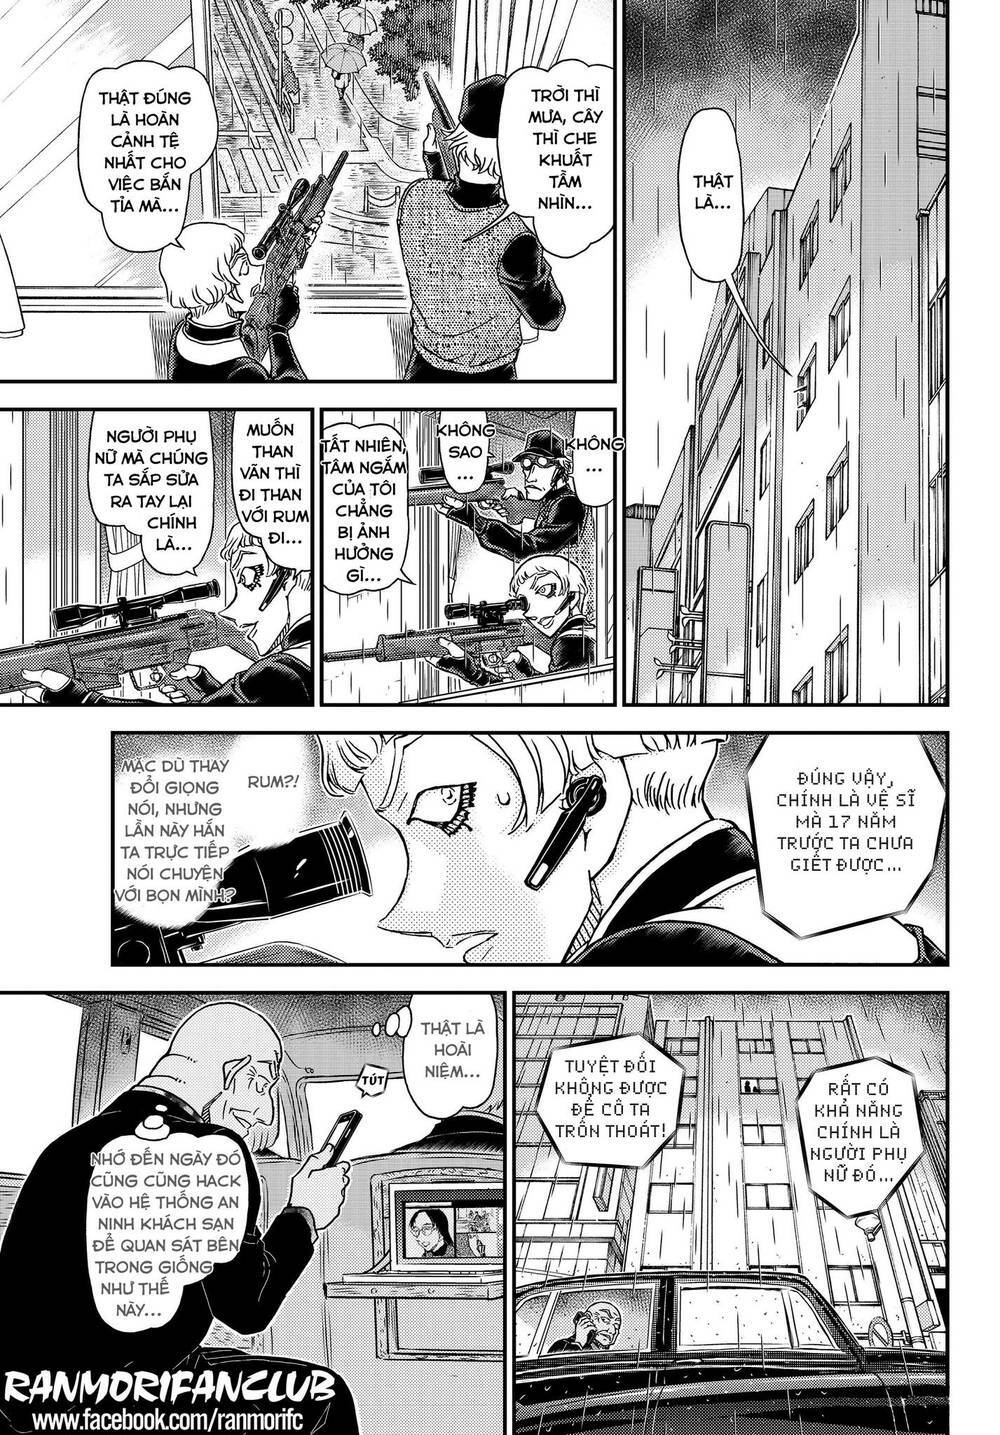 THẬT
LÀ...
TRỜI THÌ
MƯA, CÂY
THÌ CHE
KHUẤT
TẦM
NHÌN...
THẬT ĐÚNG
LÀ HOÀN
CẢNH TỆ
NHẤT CHO
VIỆC BẮN
TỈA MÀ...
KHÔNG
...
KHÔNG
SAO
...
TẤT NHIÊN,
TÂM NGẮM
CỦA TÔI
CHẲNG
BỊ ẢNH
HƯỞNG
GÌ...
MUỐN
THAN
VÃN THÌ
ĐI THAN
VỚI RUM
ĐI...
NGƯỜI PHỤ
NỮ MÀ CHÚNG
TA SẮP SỬA
RA TAY LẠI
CHÍNH
LÀ...
ĐÚNG VẬY,
CHÍNH LÀ VỆ SĨ
MÀ 17 NĂM
TRƯỚC TA CHƯA
GIẾT ĐƯỢC...
RUM?!
MẶC DÙ THAY
ĐỔI GIỌNG
NÓI, NHƯNG
LẦN NÀY HẮN
TA TRỰC TIẾP
NÓI CHUYỆN
VỚI BỌN MÌNH?
RẤT CÓ
KHẢ NĂNG
CHÍNH LÀ
NGƯỜI PHỤ
NỮ ĐÓ...
TUYỆT ĐỐI
KHÔNG ĐƯỢC
ĐỂ CÔ TA
TRỐN THOÁT!
THẬT LÀ
HOÀI
NIỆM...
TÚT
NHỚ ĐẾN NGÀY ĐÓ
CŨNG CŨNG HACK
VÀO HỆ THỐNG AN
NINH KHÁCH SẠN
ĐỂ QUAN SÁT BÊN
TRONG GIỐNG
NHƯ THẾ
NÀY...
RANMORIFANCLUB
www.facebook.com/ranmorifc